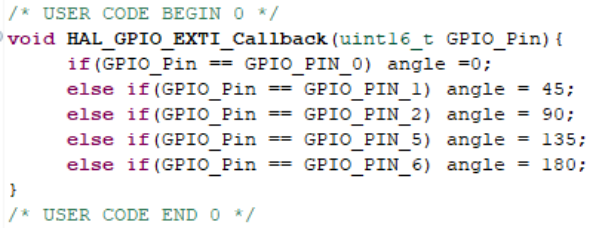 /* USER CODE BEGIN 0 */
void HAL_GPIO_EXTI_Callback(uint16_t GPIO_Pin){
if(GPIO_Pin == GPIO_PIN_0) angle =0;
else if(GPIO_Pin == GPIO_PIN_1) angle = 45;
else if(GPIO_Pin == GPIO_PIN_2) angle = 90;
else if(GPIO_Pin == GPIO_PIN_5) angle = 135;
else if(GPIO_Pin == GPIO_PIN_6) angle = 180;
}
/* USER CODE END 0 */